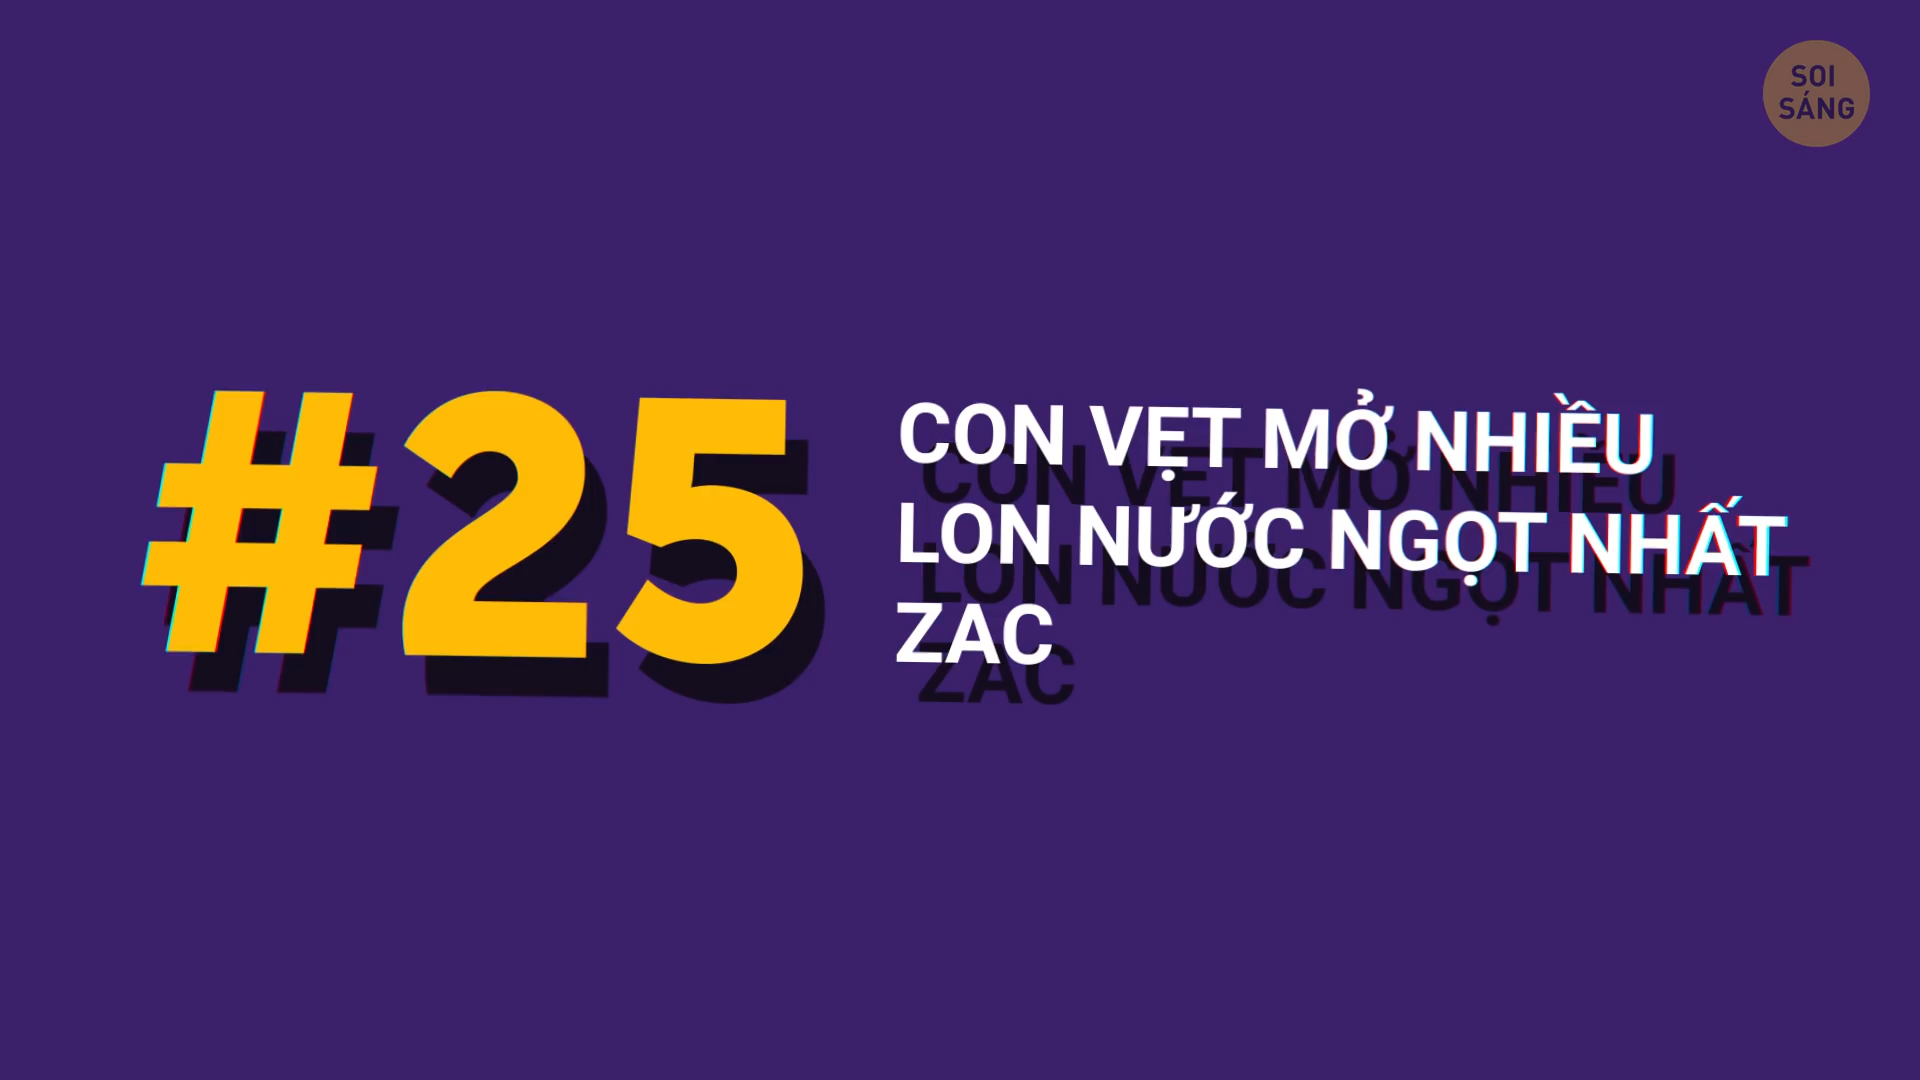 SOI
SÁNG
#25
CON VẸT MỞ NHIỀU
LON NƯỚC NGỌT NHẤT
ZAC